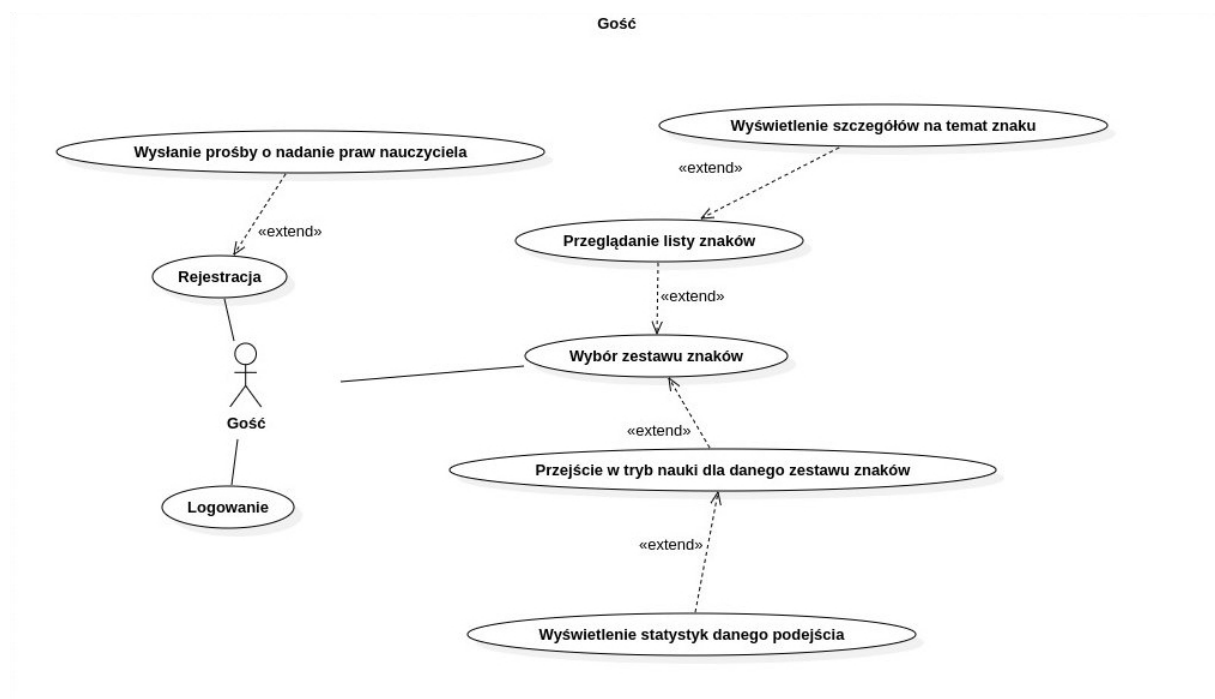 Gość
Wyświetlenie szczegółów na temat znaku
Wysłanie prośby o nadanie praw nauczyciela
«extend»
«extend»
Przeglądanie listy znaków
Rejestracja
«extend»
Wybór zestawu znaków
Gość
«extend»
Przejście w tryb nauki dla danego zestawu znaków
Logowanie
«extend»
Wyświetlenie statystyk danego podejścia